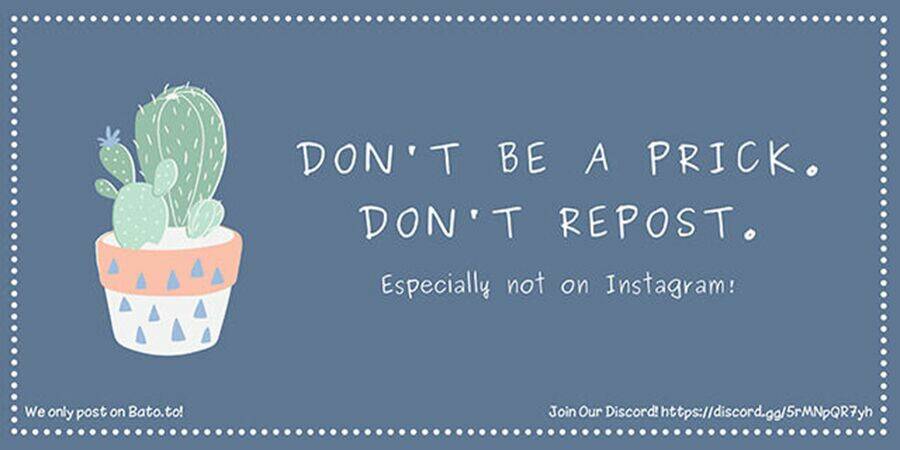 DON'T BE A PRICK.
DON'T REPOST.
Especially not on Instagram!
We only post on Bato.to!
Join Our Discord! https://discord.gg/5rMNpQR7yh